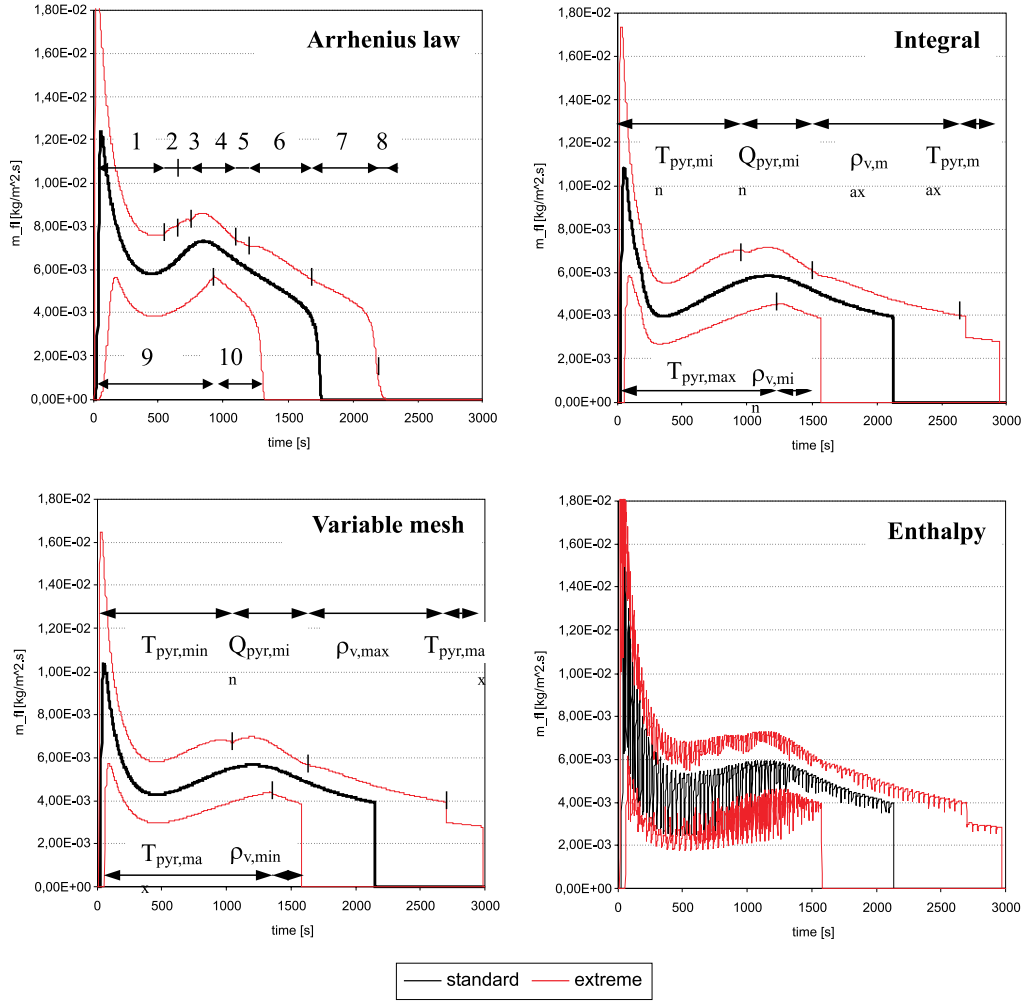 Arrhenius law
m_fl [kg/m^2.s]
1,80E-02
1,60E-02
1,40E-02
1,20E-02
1,00E-02
8,00E-03
6,00E-03
4,00E-03
2,00E-03
0,00E+00
1 2 3 4 5 6 7 8
9 10
0 500 1000 1500 2000 2500 3000
time [s]
Integral
m_fl [kg/m^2.s]
1,80E-02
1,60E-02
1,40E-02
1,20E-02
1,00E-02
8,00E-03
6,00E-03
4,00E-03
2,00E-03
0,00E+00
Tpyr,mi Qpyr,mi ρv,m Tpyr,m
n n ax ax
Tpyr,max ρv,mi
n
0 500 1000 1500 2000 2500 3000
time [s]
Variable mesh
m_fl [kg/m^2.s]
1,80E-02
1,60E-02
1,40E-02
1,20E-02
1,00E-02
8,00E-03
6,00E-03
4,00E-03
2,00E-03
0,00E+00
Tpyr,min Qpyr,mi ρv,max Tpyr,ma
n x
Tpyr,ma ρv,min
x
0 500 1000 1500 2000 2500 3000
time [s]
Enthalpy
m_fl [kg/m^2.s]
1,80E-02
1,60E-02
1,40E-02
1,20E-02
1,00E-02
8,00E-03
6,00E-03
4,00E-03
2,00E-03
0,00E+00
0 500 1000 1500 2000 2500 3000
time [s]
standard extreme